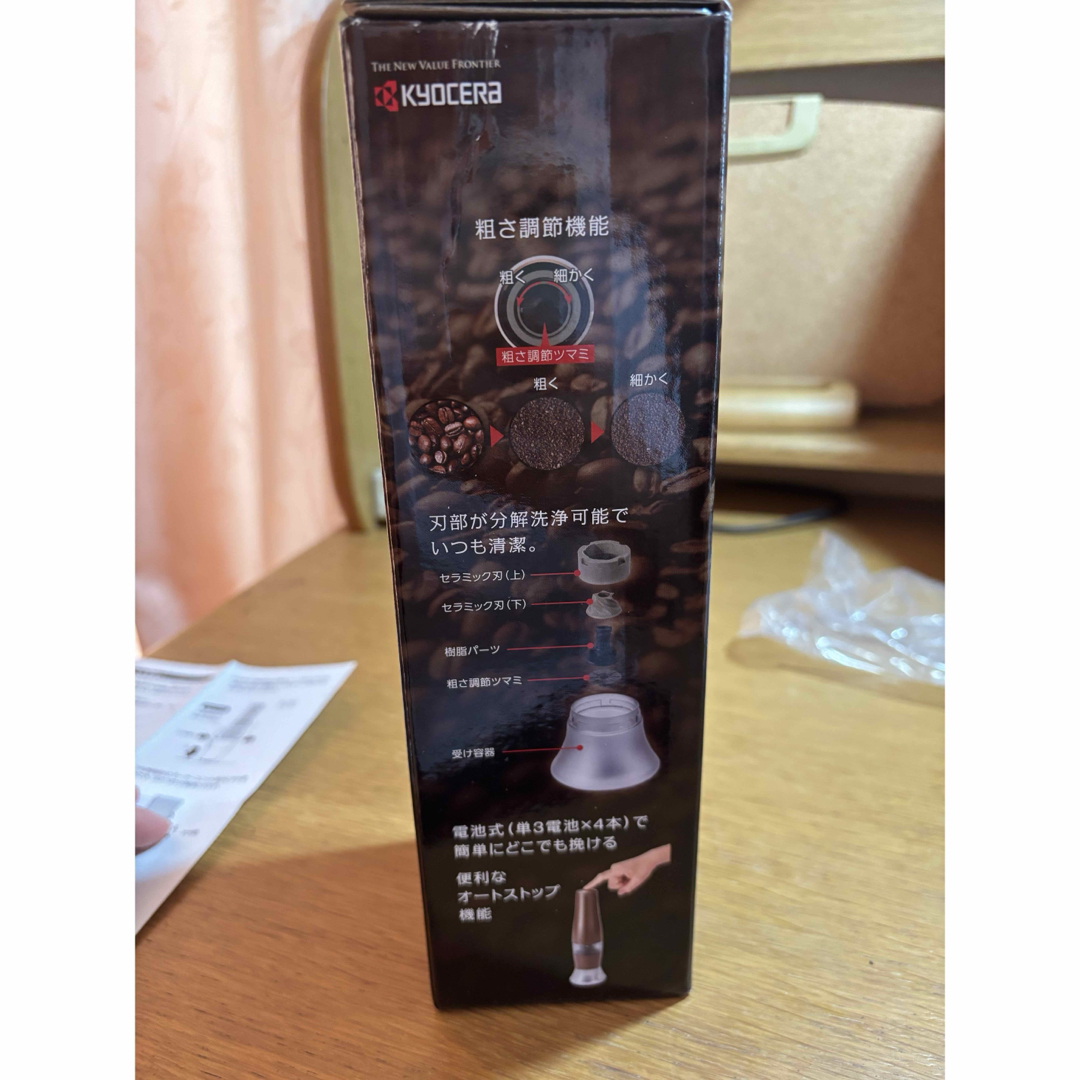 THE NEW VALUE FRONTIER
KYOCERA
粗さ調節機能
粗く 細かく
粗さ調節ツマミ
粗く 細かく
刃部が分解洗浄可能で
いつも清潔。
セラミック刃(上)
セラミック刃(下)
樹脂パーツ
粗さ調節ツマミ
受け容器
電池式(単3電池×4本)で
簡単にどこでも挽ける
便利な
オートストップ
機能